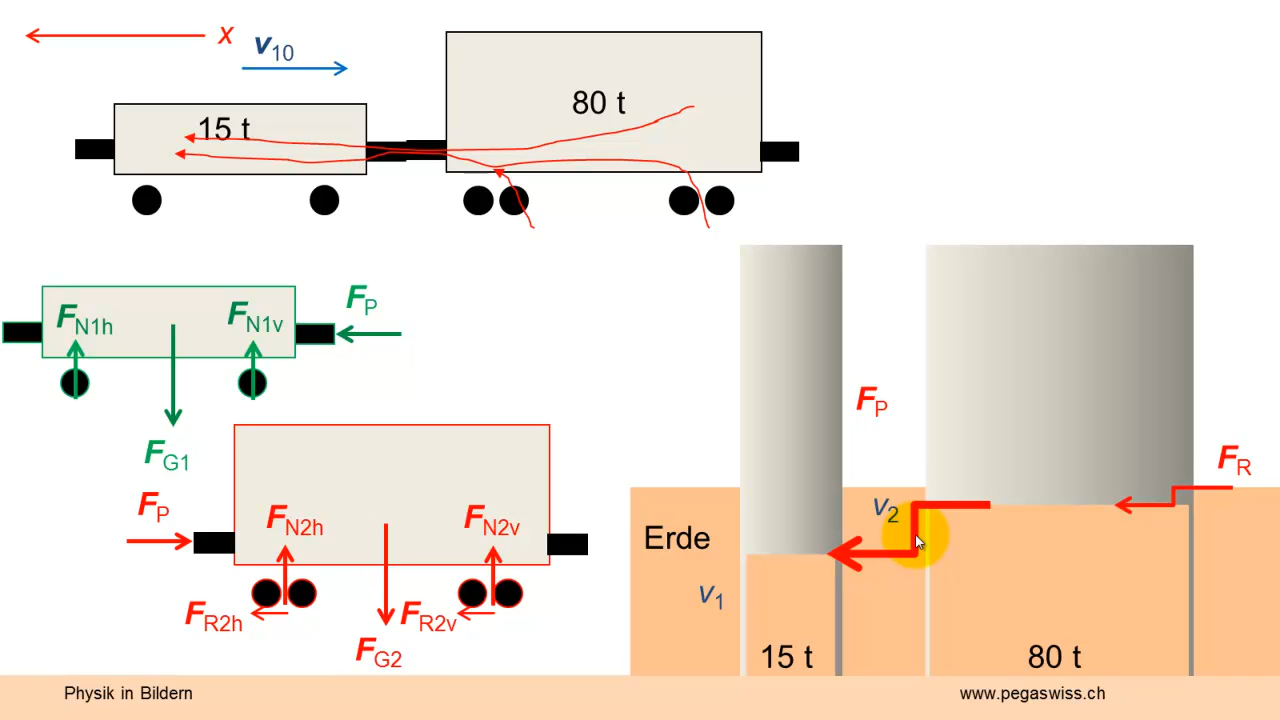 x
v10
15 t
80 t
FN1h
FN1v
FP
FG1
FP
FN2h
FN2v
FR2h
FR2v
FG2
FP
FR
v2
Erde
v1
15 t
80 t
Physik in Bildern
www.pegaswiss.ch